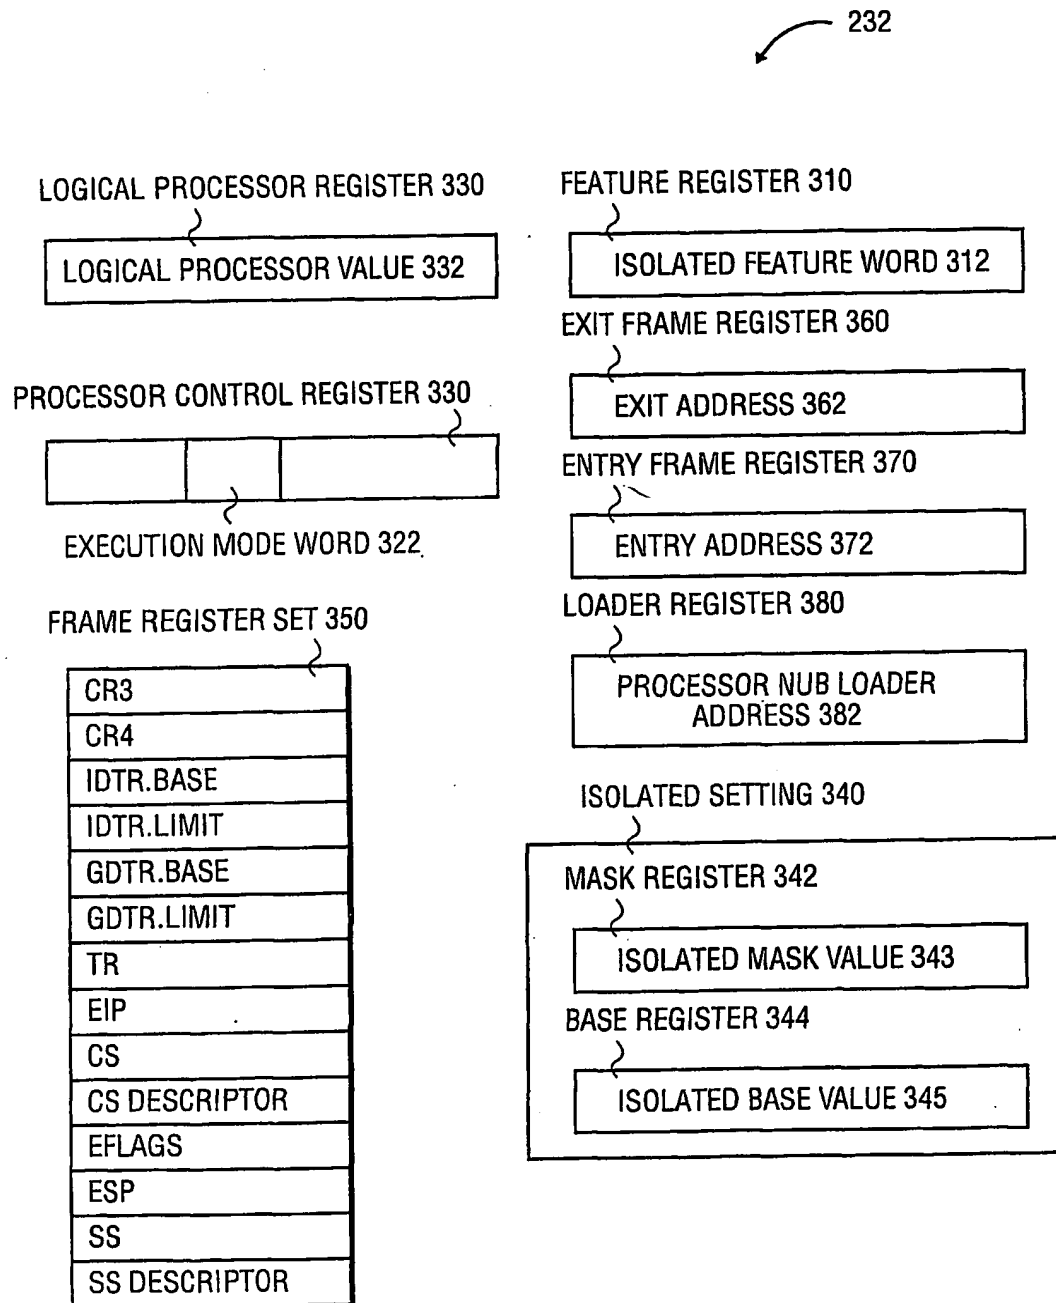 232
LOGICAL PROCESSOR REGISTER 330
LOGICAL PROCESSOR VALUE 332
PROCESSOR CONTROL REGISTER 330
EXECUTION MODE WORD 322
FRAME REGISTER SET 350
CR3
CR4
IDTR.BASE
IDTR.LIMIT
GDTR.BASE
GDTR.LIMIT
TR
EIP
CS
CS DESCRIPTOR
EFLAGS
ESP
SS
SS DESCRIPTOR
FEATURE REGISTER 310
ISOLATED FEATURE WORD 312
EXIT FRAME REGISTER 360
EXIT ADDRESS 362
ENTRY FRAME REGISTER 370
ENTRY ADDRESS 372
LOADER REGISTER 380
PROCESSOR NUB LOADER
ADDRESS 382
ISOLATED SETTING 340
MASK REGISTER 342
ISOLATED MASK VALUE 343
BASE REGISTER 344
ISOLATED BASE VALUE 345